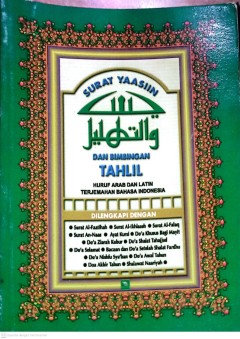 SURAT YAASIIN
والتهليل
DAN BIMBINGAN
TAHLIL
HURUF ARAB DAN LATIN
TERJEMAHAN BAHASA INDONESIA
DILENGKAPI DENGAN
• Surat Al-Faatihah • Surat Al-Ikhlaash • Surat Al-Falaq
• Surat An-Naas • Ayat Kursi • Do'a Khusus Bagi Mayit
• Do'a Ziarah Kubur • Do'a Shalat Tahajjud
• Do'a Selamat • Bacaan dan Do'a Setelah Shalat Fardhu
• Do'a Nishfu Sya'ban • Do'a Awal Tahun
• Doa Akhir Tahun • Shalawat Naariyah •